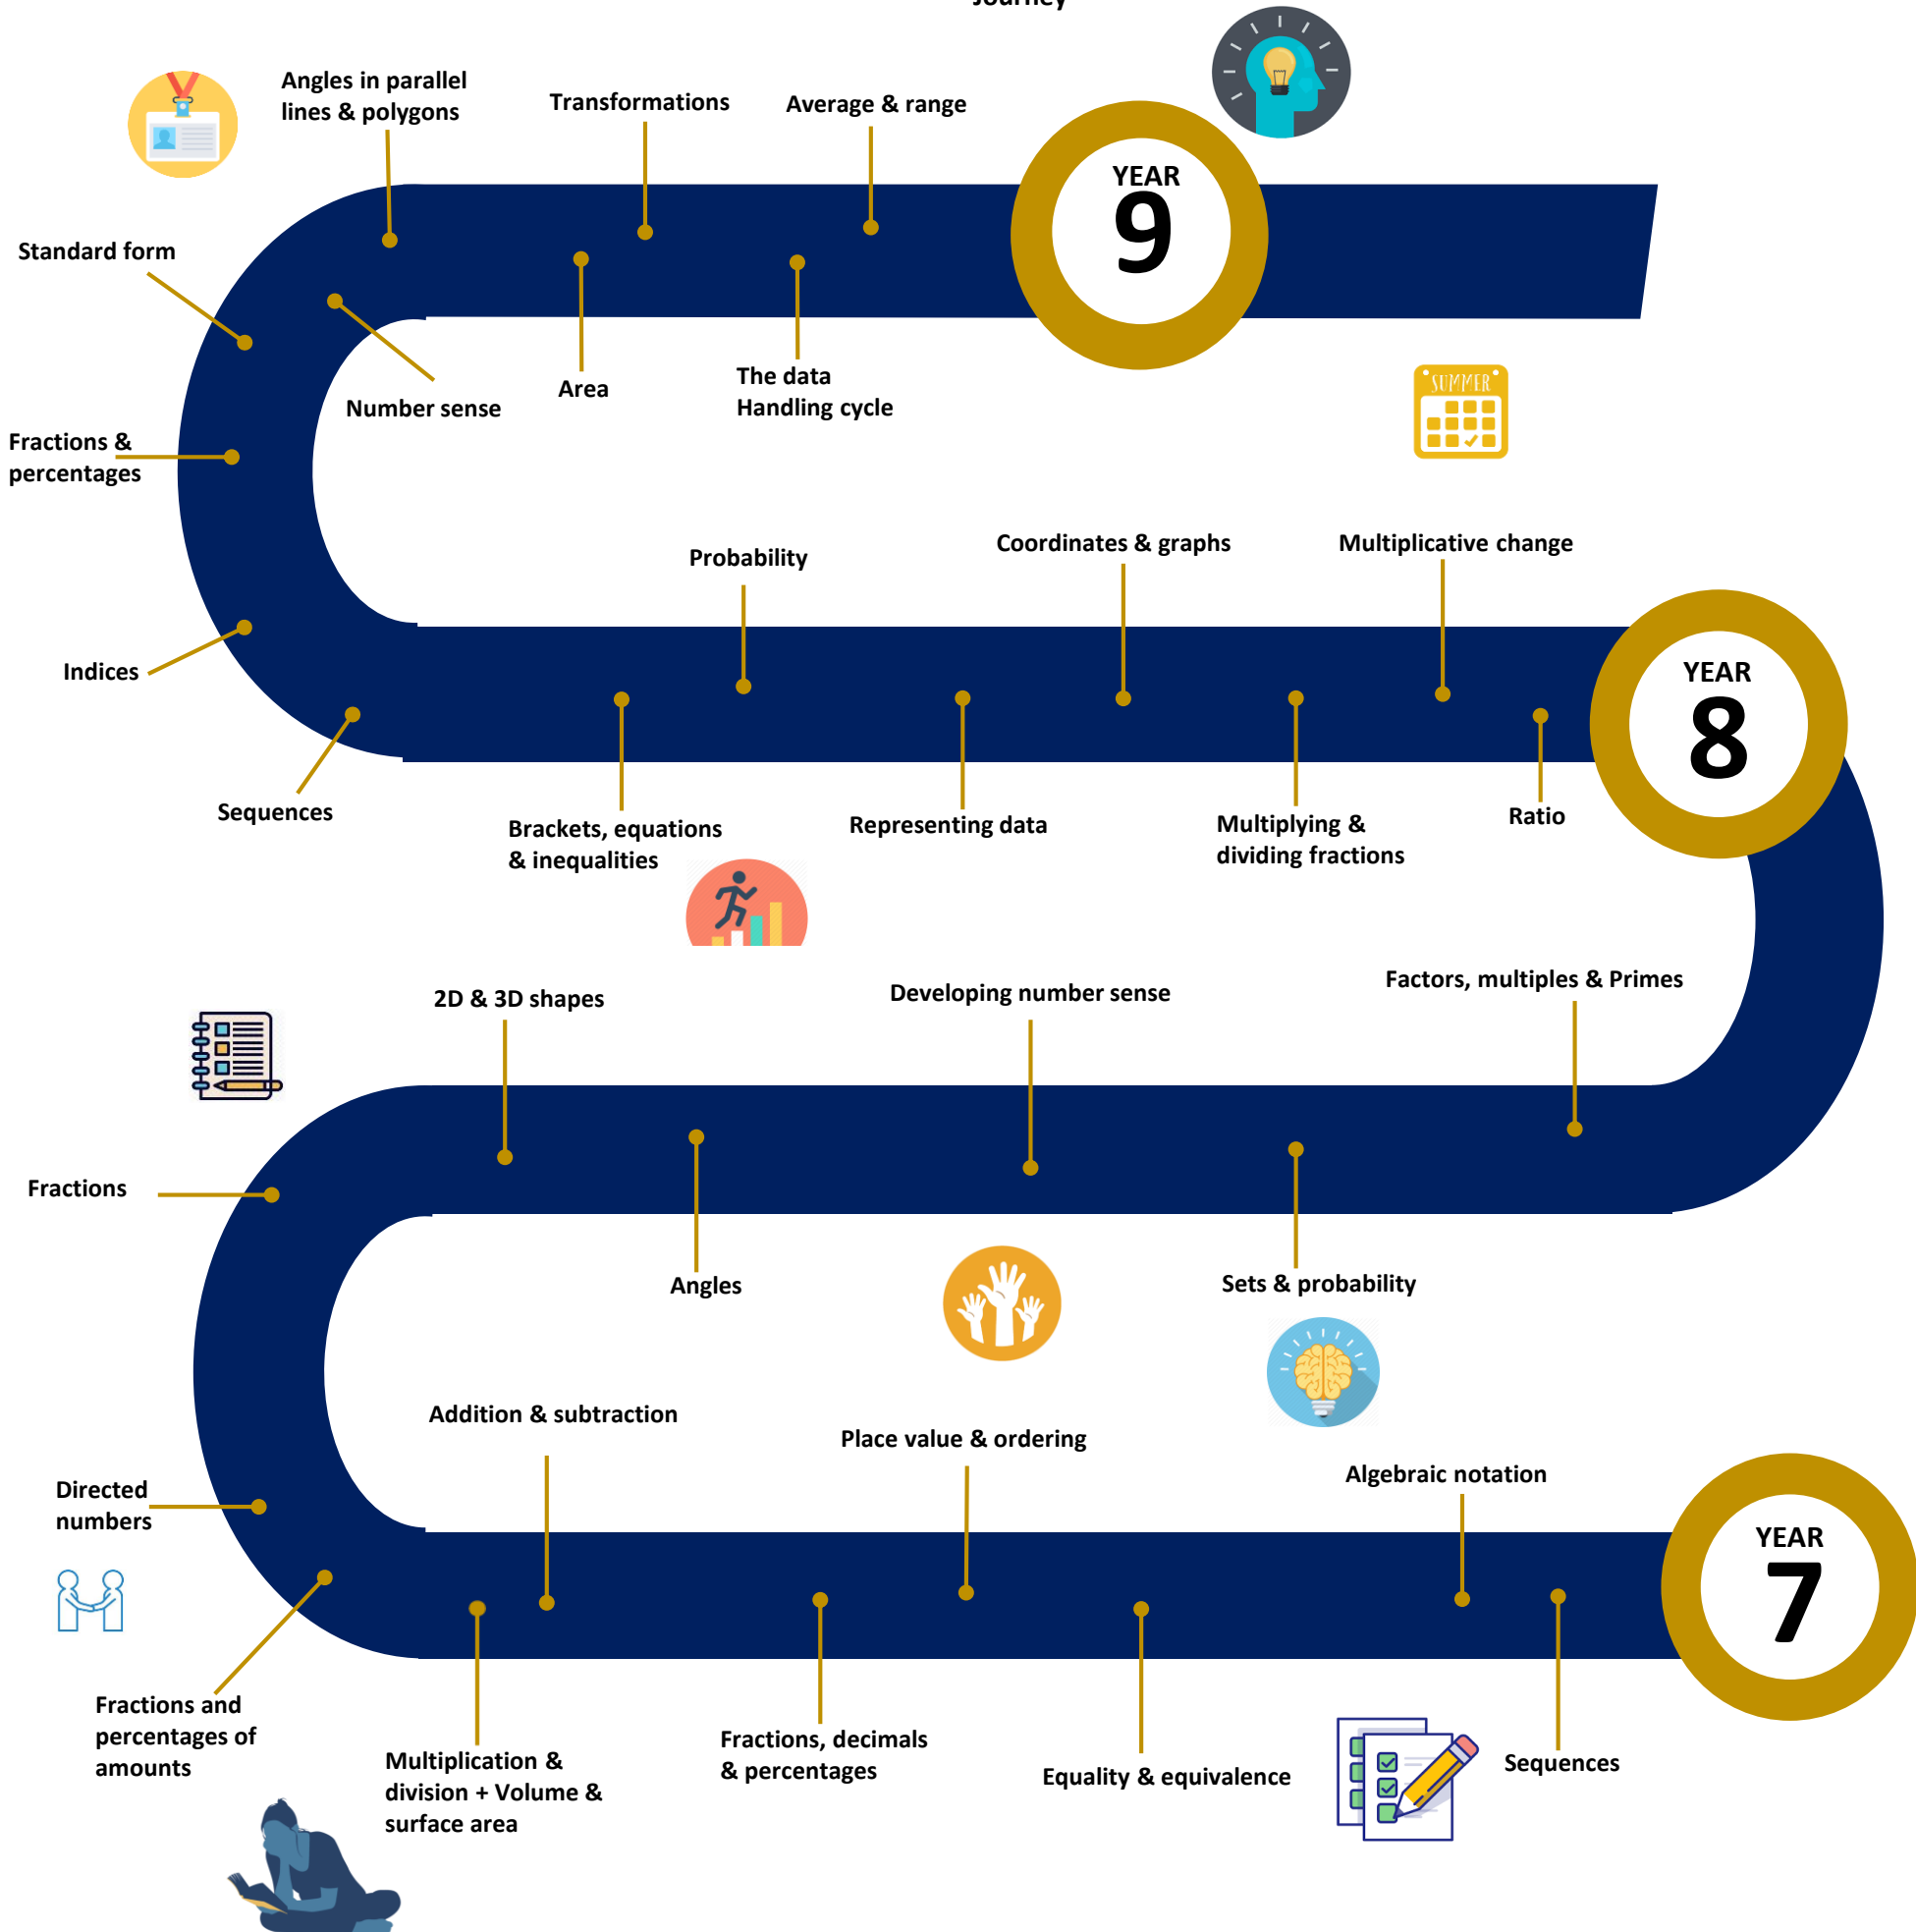 Journey
Angles in parallel
lines & polygons
Transformations
Average & range
YEAR
9
Standard form
Number sense
Area
The data
Handling cycle
SUMMER
Fractions &
percentages
Probability
Coordinates & graphs
Multiplicative change
Indices
YEAR
8
Sequences
Brackets, equations
& inequalities
Representing data
Multiplying &
dividing fractions
Ratio
2D & 3D shapes
Developing number sense
Factors, multiples & Primes
Fractions
Angles
Sets & probability
Addition & subtraction
Place value & ordering
Algebraic notation
Directed
numbers
YEAR
7
Fractions and
percentages of
amounts
Multiplication &
division + Volume &
surface area
Fractions, decimals
& percentages
Equality & equivalence
Sequences